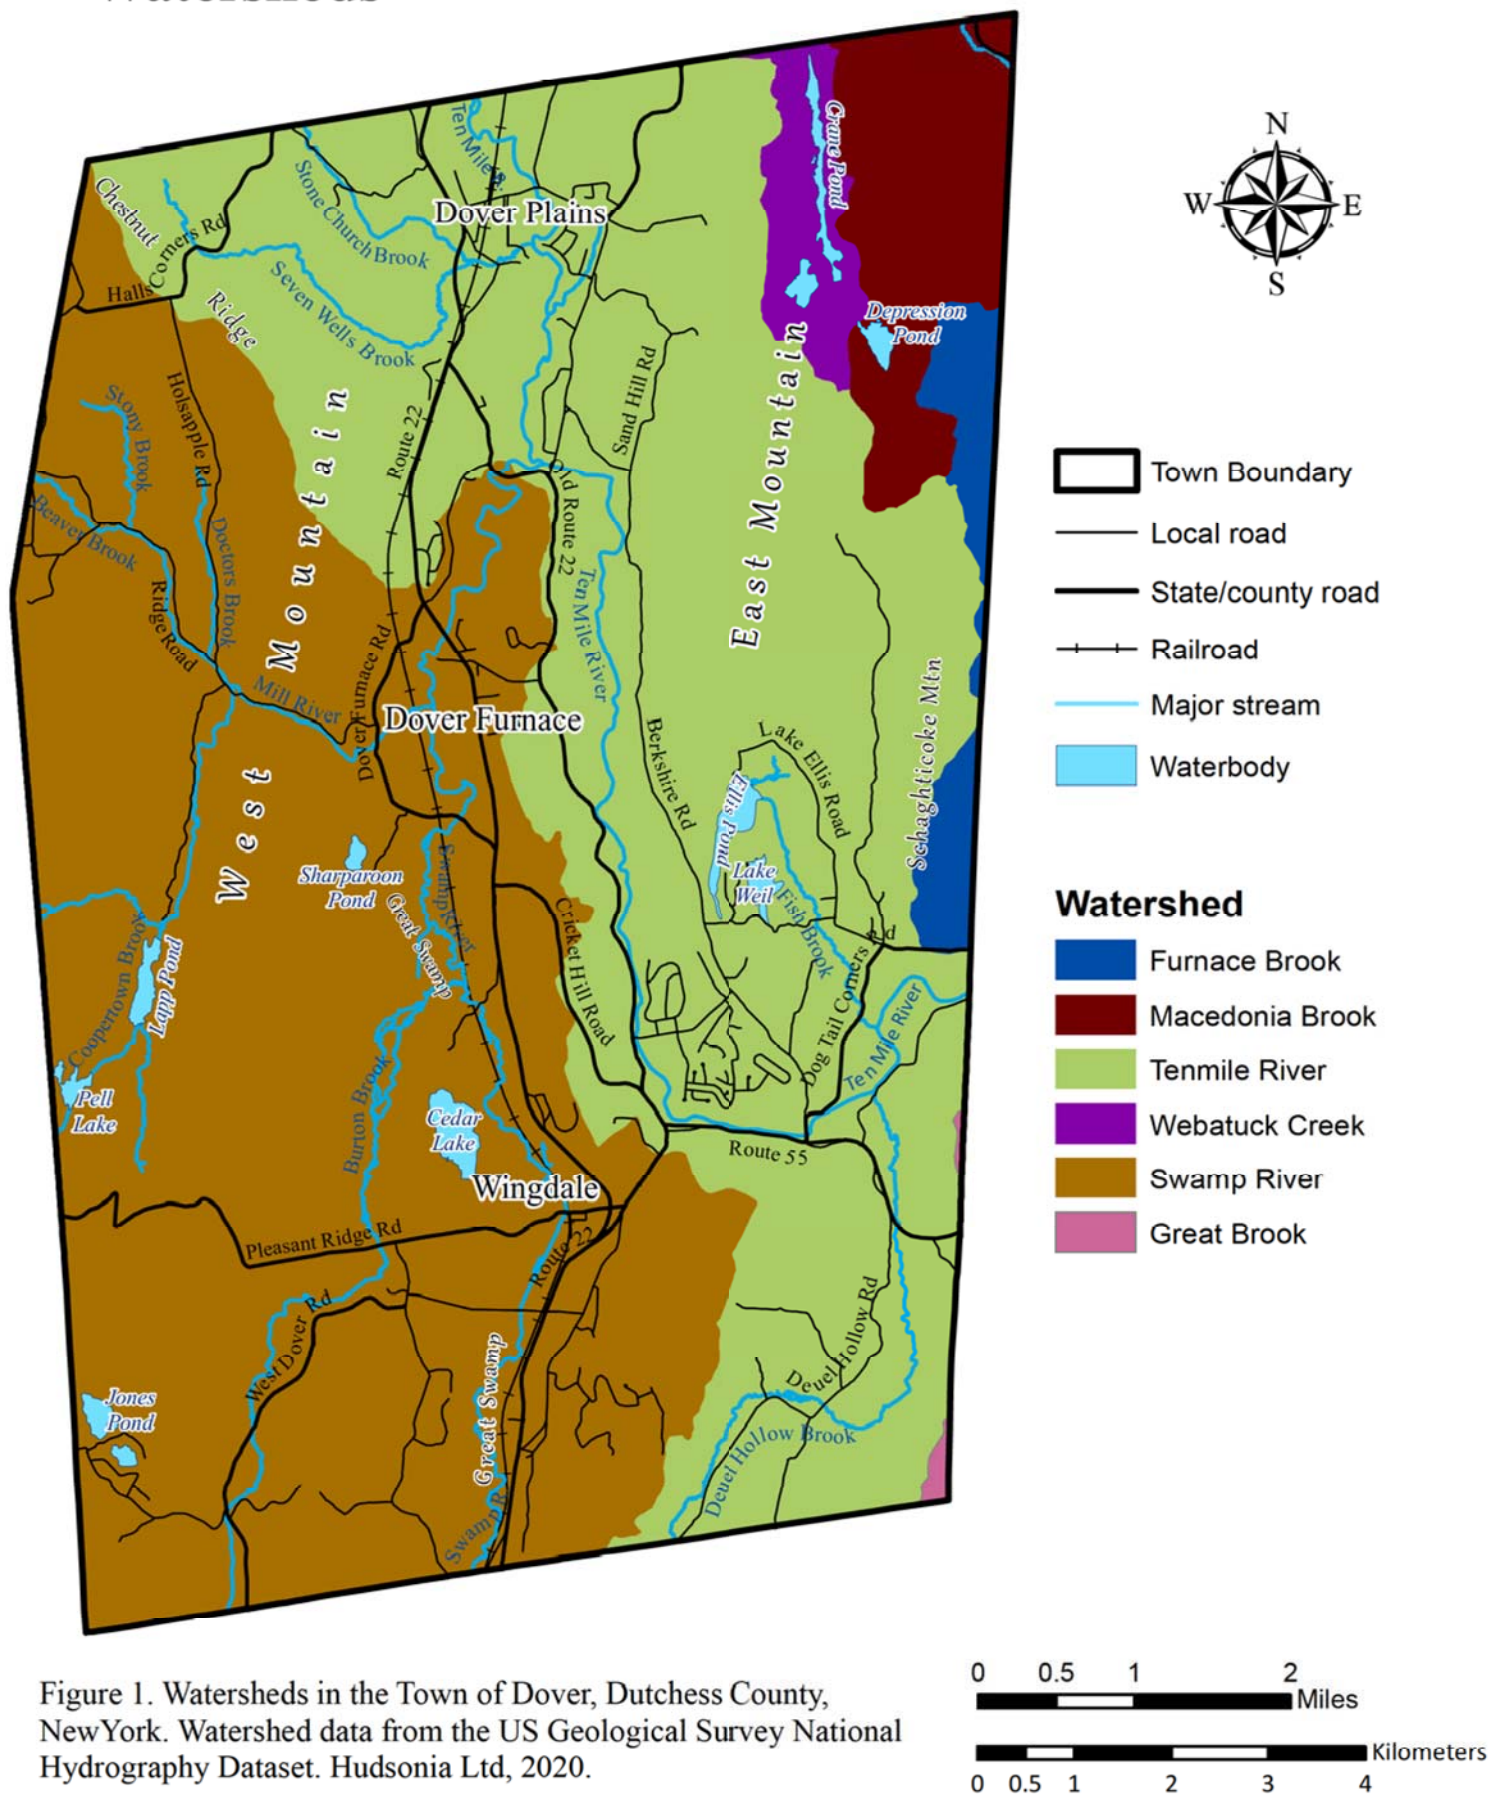 Watersheds
Ten Mile R.
Crane Pond
Chestnut
Ridge
Stone Church Brook
Dover Plains
Halls Corners Rd
Seven Wells Brook
Depression
Pond
Stony Brook
Holsapple Rd
Route 22
Sand Hill Rd
East Mountain
West Mountain
Beaver Brook
Doctors Brook
Ridge Road
Old Route 22
Ten Mile River
Mill River
Dover Furnace Rd
Dover Furnace
Berkshire Rd
Lake Ellis Road
Schaghticoke Mtn
Ellis Pond
Lake
Weil
Fish Brook
Sharparoon
Pond
Swamp River
Great Swamp
Cricket Hill Road
Coopertown Brook
Lapp Pond
Dog Tail Corners Rd
Ten Mile River
Pell
Lake
Burton Brook
Cedar
Lake
Wingdale
Route 55
Pleasant Ridge Rd
Route 22
West Dover Rd
Great Swamp
Deuel Hollow Rd
Jones
Pond
Deuel Hollow Brook
Swamp R.
N
W
E
S
Town Boundary
Local road
State/county road
Railroad
Major stream
Waterbody
Watershed
Furnace Brook
Macedonia Brook
Tenmile River
Webatuck Creek
Swamp River
Great Brook
Figure 1. Watersheds in the Town of Dover, Dutchess County,
NewYork. Watershed data from the US Geological Survey National
Hydrography Dataset. Hudsonia Ltd, 2020.
0 0.5 1 2
Miles
Kilometers
0 0.5 1 2 3 4